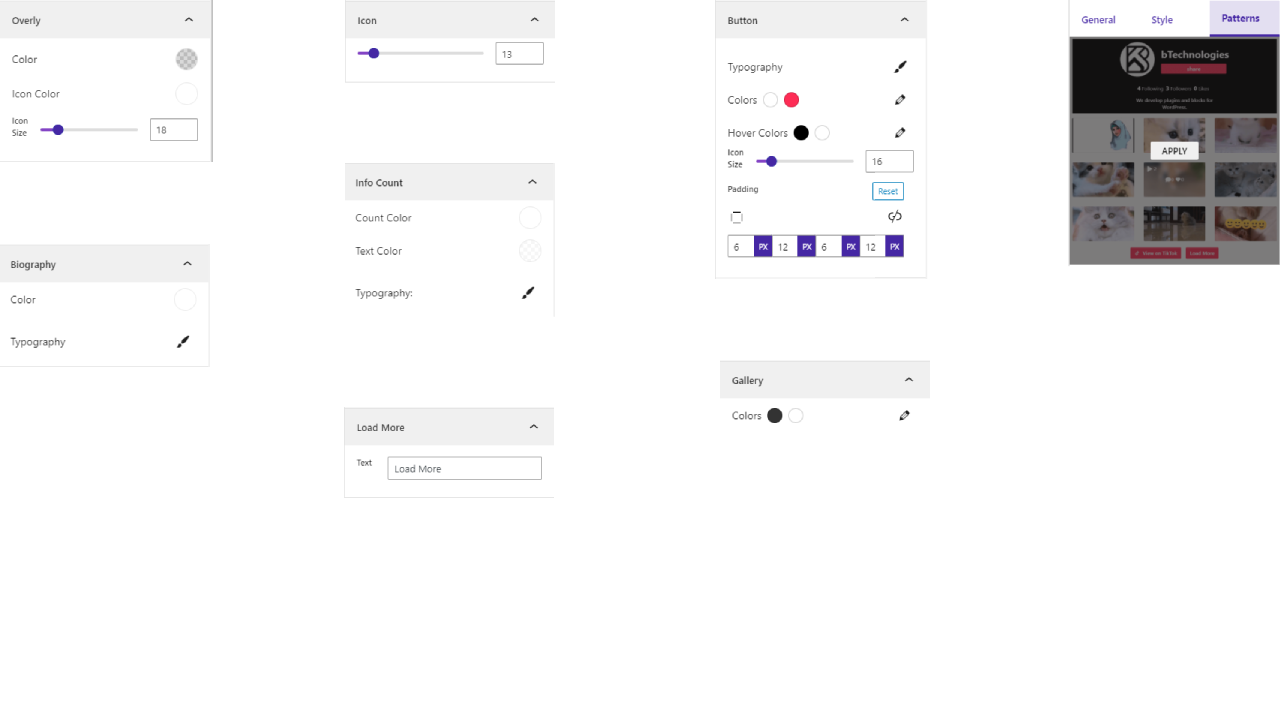 Overly
Color
Icon Color
Icon
Size
18
Biography
Color
Typography
Icon
13
Info Count
Count Color
Text Color
Typography:
Load More
Text
Load More
Button
Typography
Colors
Hover Colors
Icon
Size
16
Padding
Reset
6 PX 12 PX 6 PX 12 PX
Gallery
Colors
General Style Patterns
bTechnologies
share
4 Following 3 Followers 8 Likes
We develop plugins and blocks for
WordPress.
APPLY
View on TikTok Load More